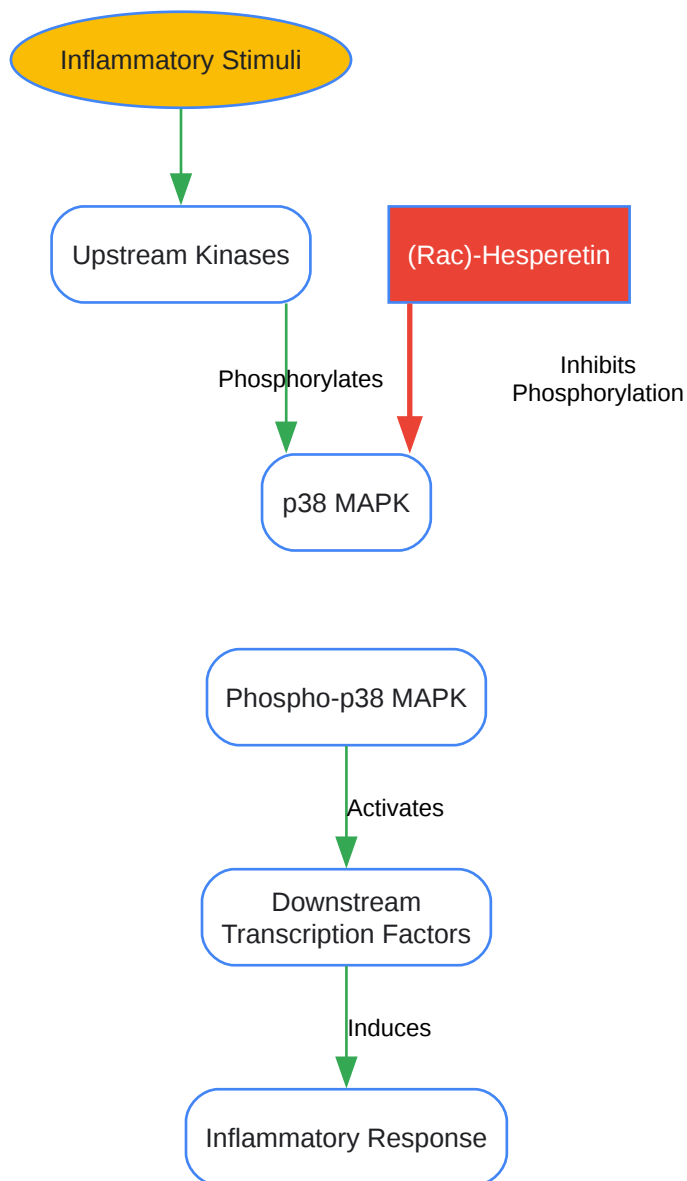 Inflammatory Stimuli
Upstream Kinases
(Rac)-Hesperetin
Phosphorylates
Inhibits
Phosphorylation
p38 MAPK
Phospho-p38 MAPK
Activates
Downstream
Transcription Factors
Induces
Inflammatory Response